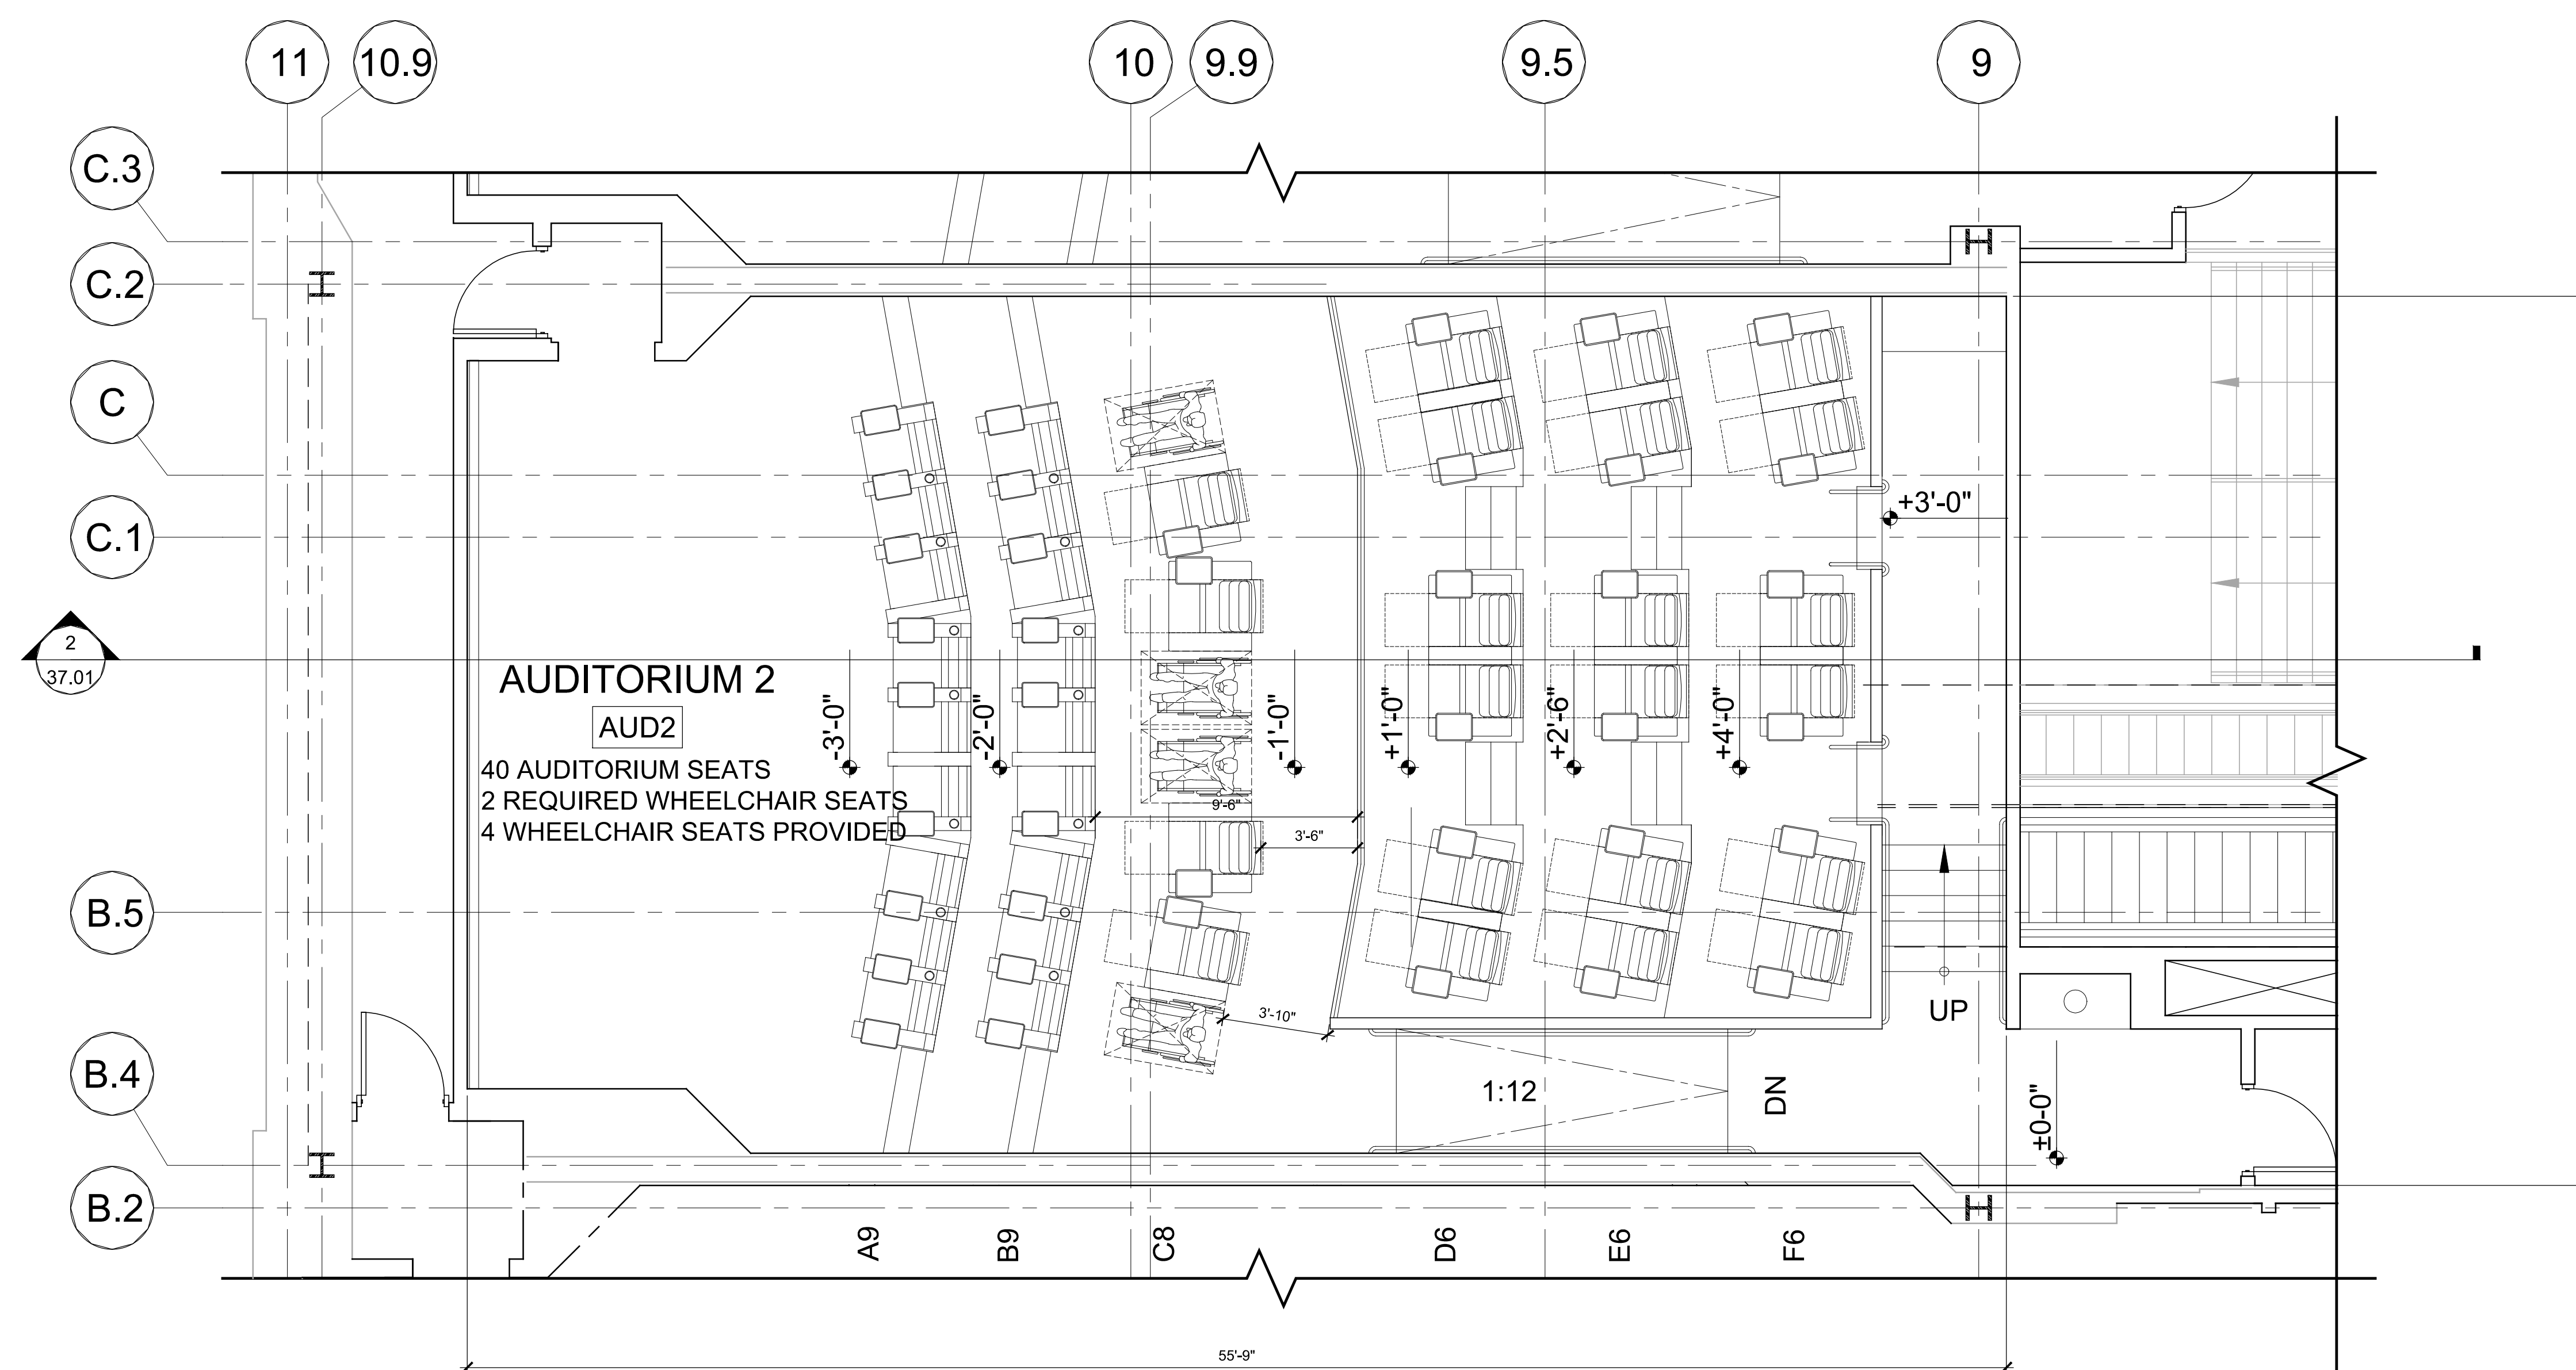 11
10.9
10
9.9
9.5
9
C.3
C.2
C
C.1
2
37.01
B.5
B.4
B.2
AUDITORIUM 2
AUD2
40 AUDITORIUM SEATS
2 REQUIRED WHEELCHAIR SEATS
4 WHEELCHAIR SEATS PROVIDED
-3'-0"
-2'-0"
-1'-0"
+1'-0"
+2'-6"
+4'-0"
+3'-0"
9'-6"
3'-6"
3'-10"
1:12
DN
UP
±0-0"
A9
B9
C8
D6
E6
F6
55'-9"